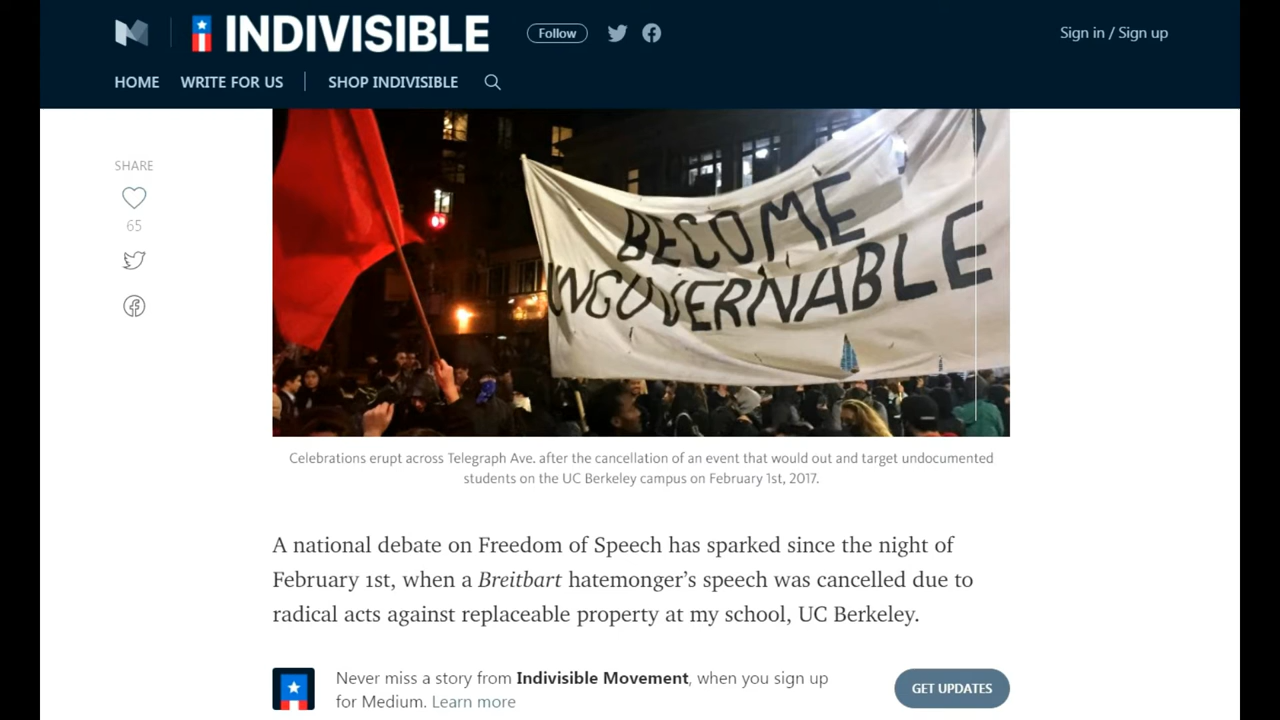 INDIVISIBLE
Follow
Sign in / Sign up
HOME WRITE FOR US SHOP INDIVISIBLE
SHARE
65
BECOME
UNGOVERNABLE
Celebrations erupt across Telegraph Ave. after the cancellation of an event that would out and target undocumented
students on the UC Berkeley campus on February 1st, 2017.
A national debate on Freedom of Speech has sparked since the night of
February 1st, when a Breitbart hatemonger’s speech was cancelled due to
radical acts against replaceable property at my school, UC Berkeley.
Never miss a story from Indivisible Movement, when you sign up
for Medium. Learn more
GET UPDATES